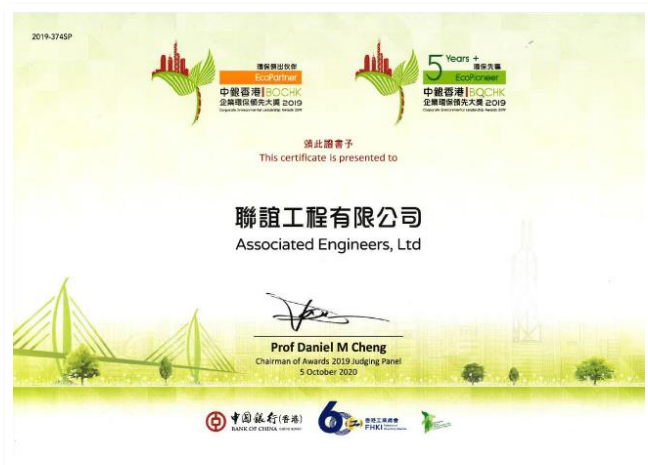 2019-374SP
環保傑出伙伴
EcoPartner
中銀香港 BOCHK
企業環保領先大獎 2019
Corporate Environmental Leadership Awards 2019
5 Years +
環保先驅
EcoPioneer
中銀香港 BOCHK
企業環保領先大獎 2019
Corporate Environmental Leadership Awards 2019
頒此證書予
This certificate is presented to
聯誼工程有限公司
Associated Engineers, Ltd
Prof Daniel M Cheng
Chairman of Awards 2019 Judging Panel
5 October 2020
中國銀行(香港)
BANK OF CHINA (HONG KONG)
60
香港工業總會
FHKI